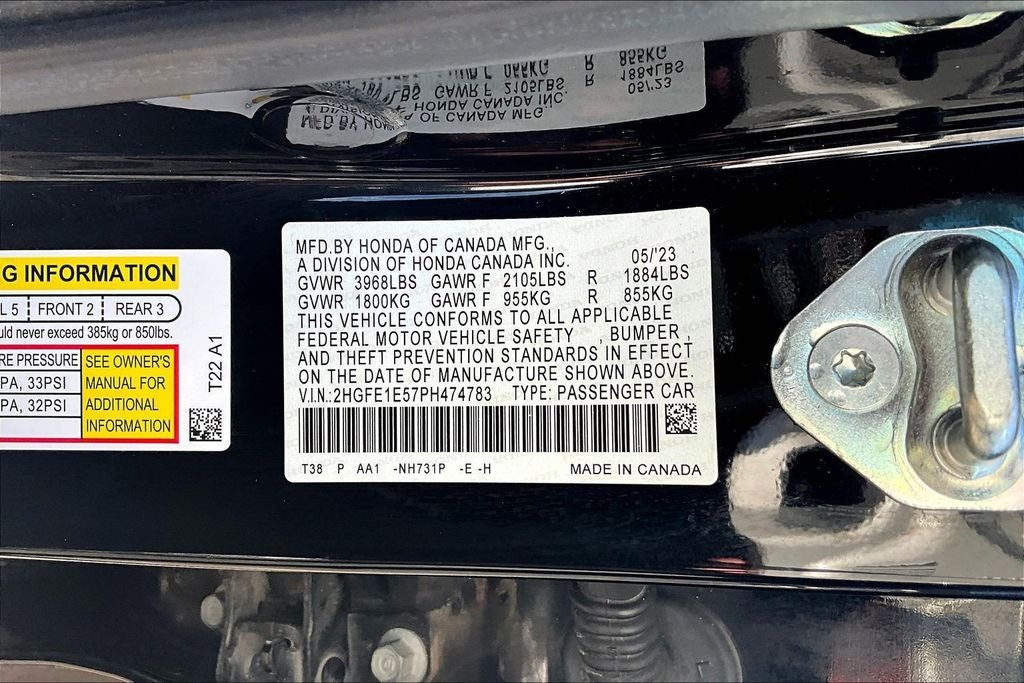 G INFORMATION
L 5 FRONT 2 REAR 3
uld never exceed 385kg or 850lbs.
RE PRESSURE
PA, 33PSI
PA, 32PSI
SEE OWNER'S
MANUAL FOR
ADDITIONAL
INFORMATION
T22 A1
MFD.BY HONDA OF CANADA MFG.,
A DIVISION OF HONDA CANADA INC. 05/'23
GVWR 3968LBS GAWR F 2105LBS R 1884LBS
GVWR 1800KG GAWR F 955KG R 855KG
THIS VEHICLE CONFORMS TO ALL APPLICABLE
FEDERAL MOTOR VEHICLE SAFETY , BUMPER ,
AND THEFT PREVENTION STANDARDS IN EFFECT
ON THE DATE OF MANUFACTURE SHOWN ABOVE.
V.I.N.:2HGFE1E57PH474783 TYPE: PASSENGER CAR
T38 P AA1 -NH731P -E -H MADE IN CANADA